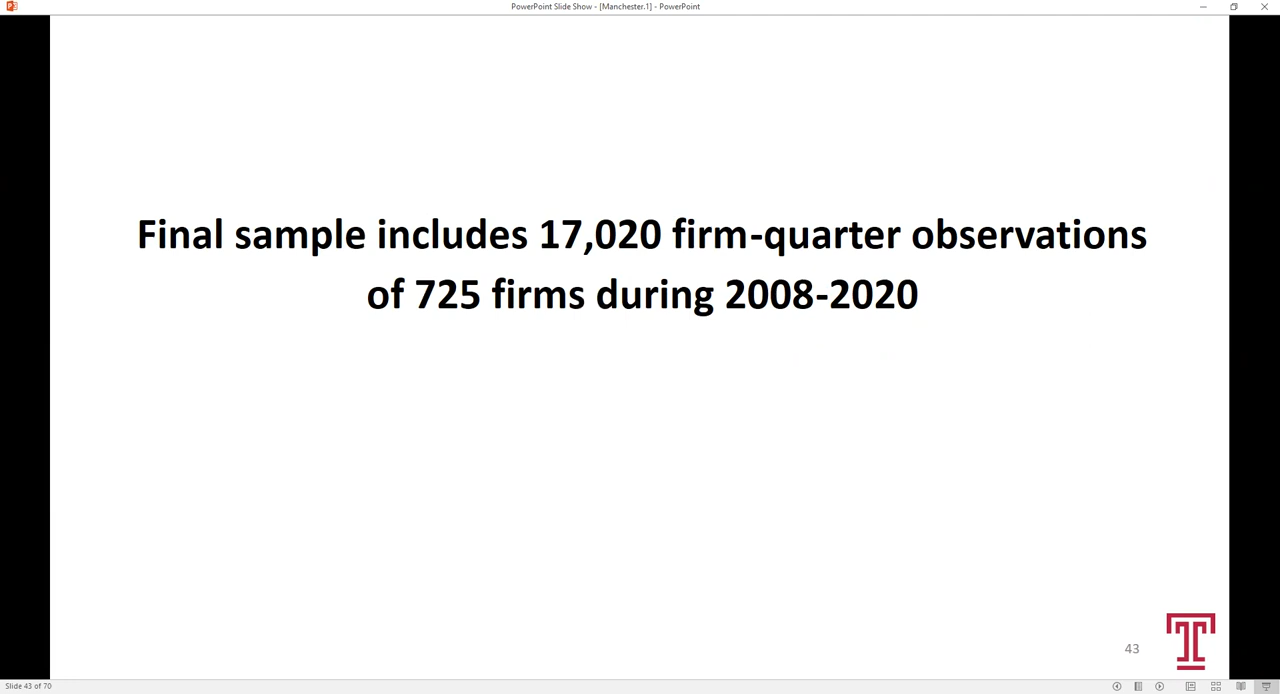 PowerPoint Slide Show - [Manchester.1] - PowerPoint
Final sample includes 17,020 firm-quarter observations
of 725 firms during 2008-2020
43
Slide 43 of 70